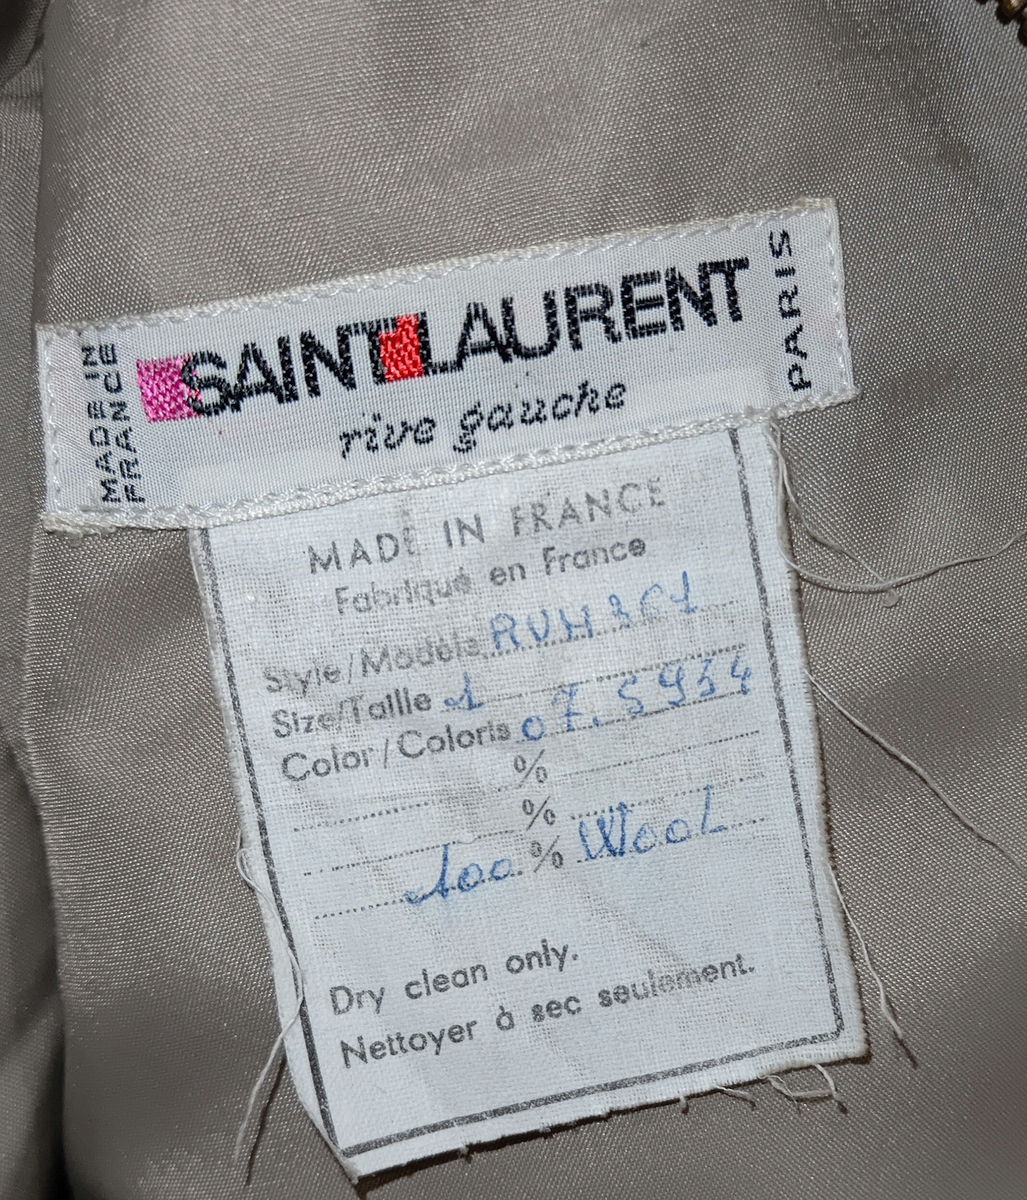 MADE IN
FRANCE
SAINT LAURENT
rive gauche
PARIS
MADE IN FRANCE
Fabriqué en France
Style/Modèle RVH 361
Size/Taille 1
Color/Coloris 07.5934
%
%
100 % Wool
Dry clean only.
Nettoyer à sec seulement.